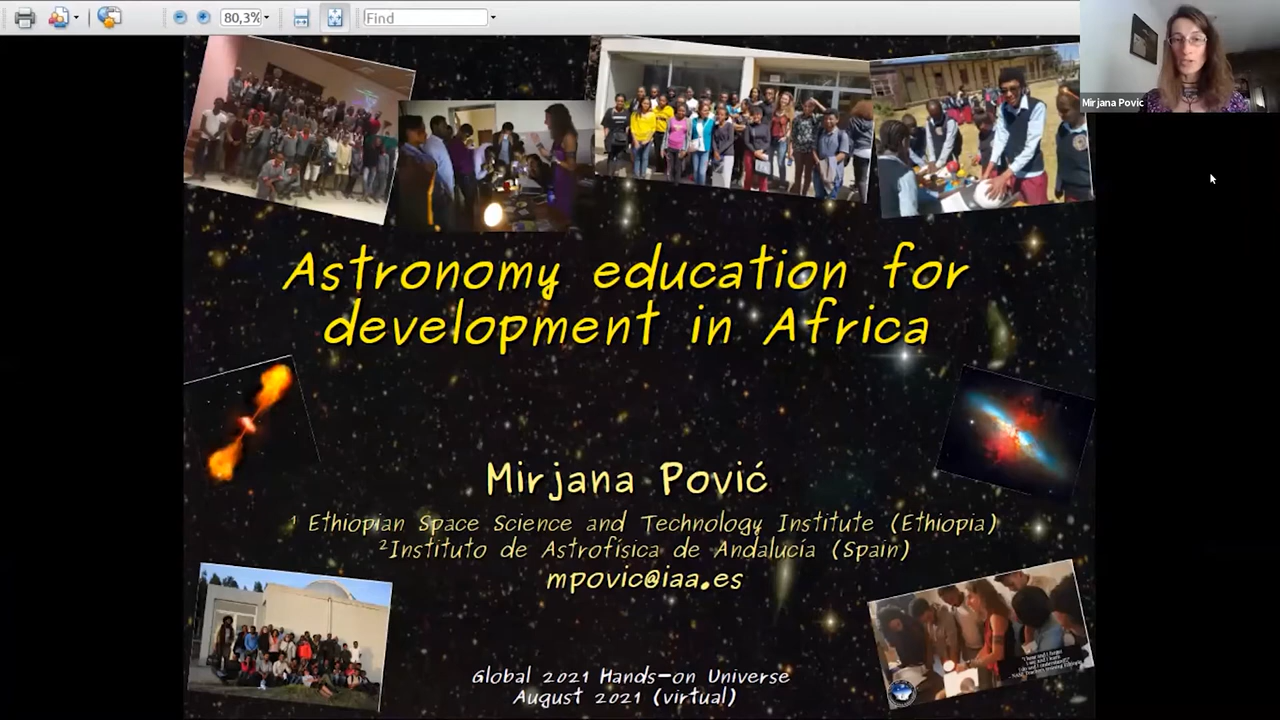 80,3%
Find
Mirjana Povic
Astronomy education for
development in Africa
Mirjana Pović
¹ Ethiopian Space Science and Technology Institute (Ethiopia)
²Instituto de Astrofísica de Andalucía (Spain)
mpovic@iaa.es
Global 2021 Hands-on Universe
August 2021 (virtual)